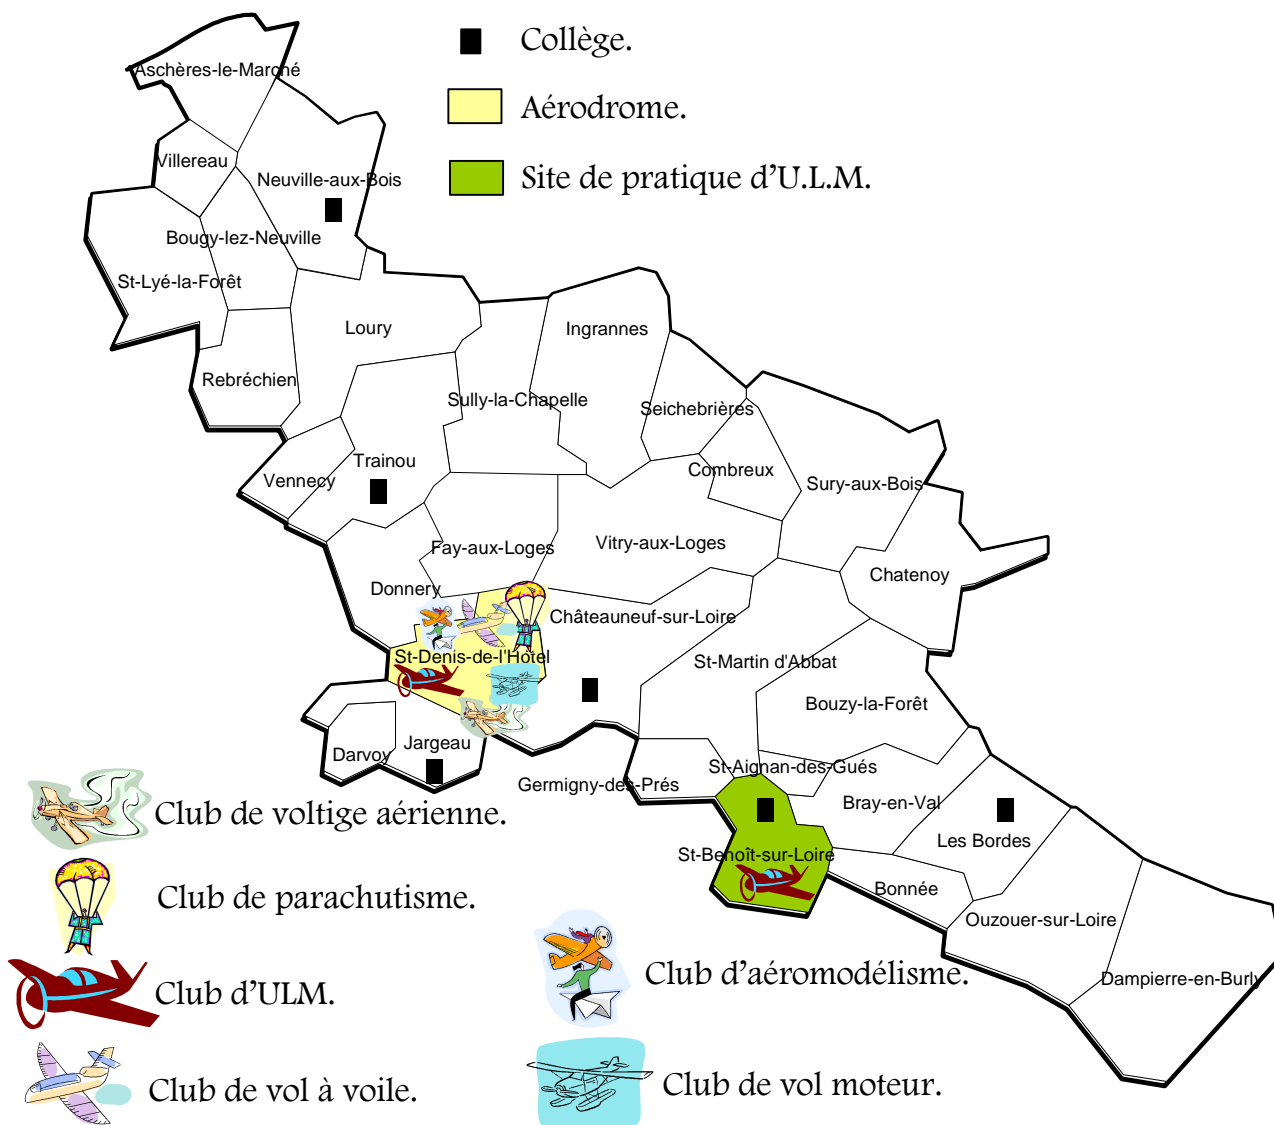 Collège.
Aérodrome.
Site de pratique d'U.L.M.
Aschères-le-Marché
Villereau
Neuville-aux-Bois
Bougy-lez-Neuville
St-Lyé-la-Forêt
Loury
Ingrannes
Rebréchien
Sully-la-Chapelle
Seichebrières
Trainou
Combreux
Vennecy
Sury-aux-Bois
Fay-aux-Loges
Vitry-aux-Loges
Chatenoy
Donnery
Châteauneuf-sur-Loire
St-Denis-de-l'Hôtel
St-Martin d'Abbat
Bouzy-la-Forêt
Jargeau
Darvoy
St-Aignan-des-Gués
Germigny-des-Prés
Bray-en-Val
Les Bordes
St-Benoît-sur-Loire
Bonnée
Ouzouer-sur-Loire
Dampierre-en-Burly
Club de voltige aérienne.
Club de parachutisme.
Club d'ULM.
Club de vol à voile.
Club d'aéromodélisme.
Club de vol moteur.